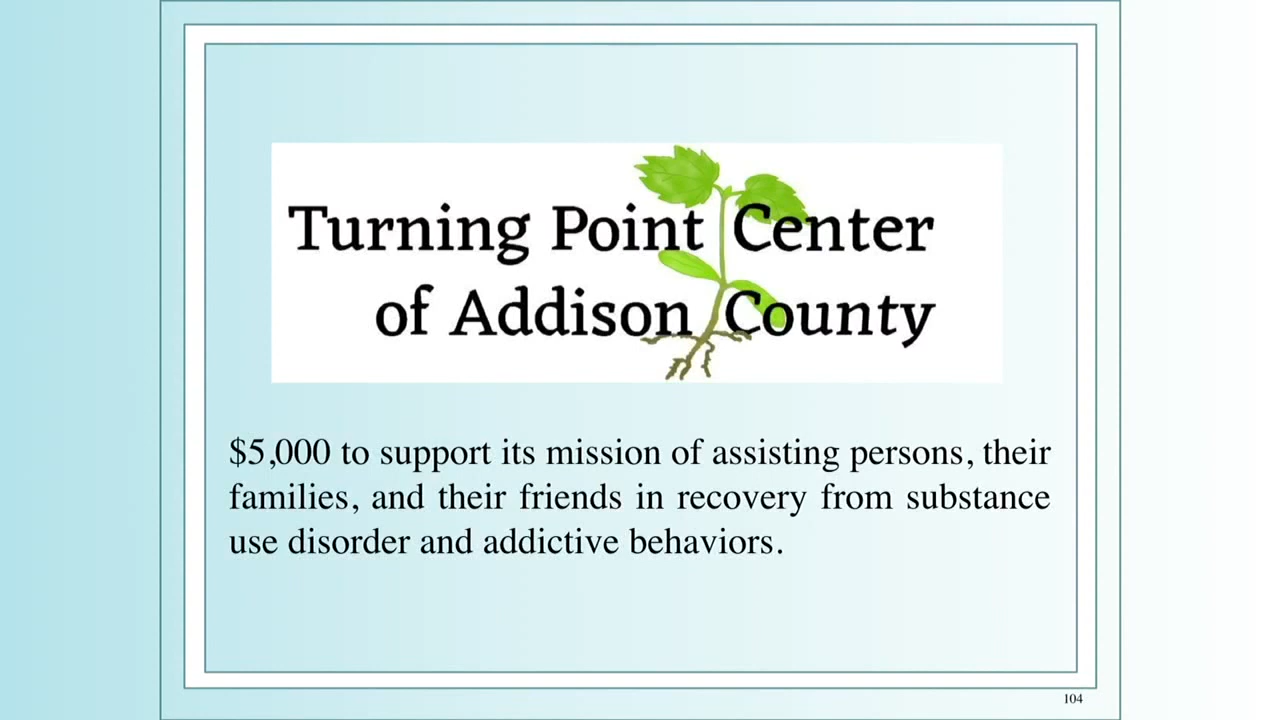 Turning Point Center
of Addison County
$5,000 to support its mission of assisting persons, their
families, and their friends in recovery from substance
use disorder and addictive behaviors.
104